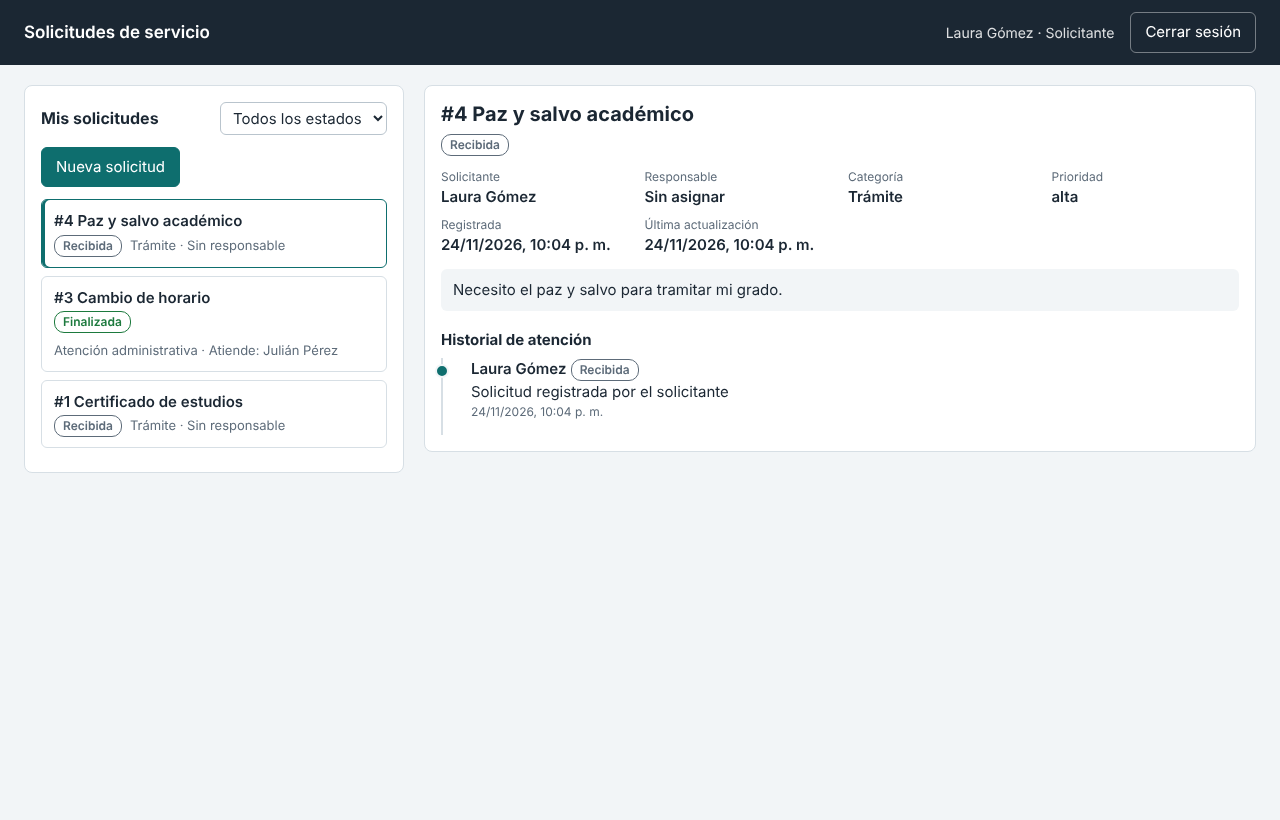 Solicitudes de servicio
Laura Gómez · Solicitante
Cerrar sesión
Mis solicitudes
Todos los estados
Nueva solicitud
#4 Paz y salvo académico
Recibida Trámite · Sin responsable
#3 Cambio de horario
Finalizada
Atención administrativa · Atiende: Julián Pérez
#1 Certificado de estudios
Recibida Trámite · Sin responsable
#4 Paz y salvo académico
Recibida
Solicitante Responsable Categoría Prioridad
Laura Gómez Sin asignar Trámite alta
Registrada Última actualización
24/11/2026, 10:04 p. m. 24/11/2026, 10:04 p. m.
Necesito el paz y salvo para tramitar mi grado.
Historial de atención
Laura Gómez Recibida
Solicitud registrada por el solicitante
24/11/2026, 10:04 p. m.